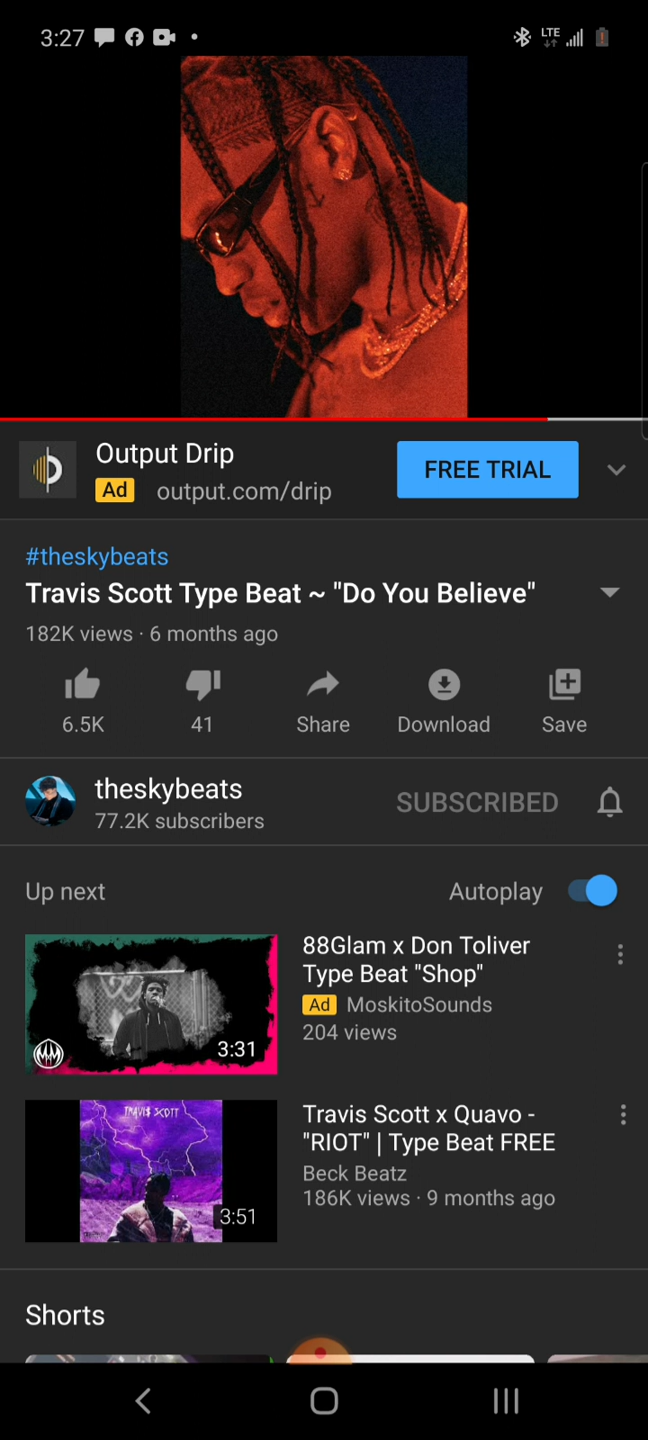 3:27
LTE
Output Drip
FREE TRIAL
Ad output.com/drip
#theskybeats
Travis Scott Type Beat ~ "Do You Believe"
182K views · 6 months ago
6.5K
41
Share
Download
Save
theskybeats
77.2K subscribers
SUBSCRIBED
Up next
Autoplay
3:31
88Glam x Don Toliver
Type Beat "Shop"
Ad MoskitoSounds
204 views
TRAVI$ SCOTT
3:51
Travis Scott x Quavo -
"RIOT" | Type Beat FREE
Beck Beatz
186K views · 9 months ago
Shorts